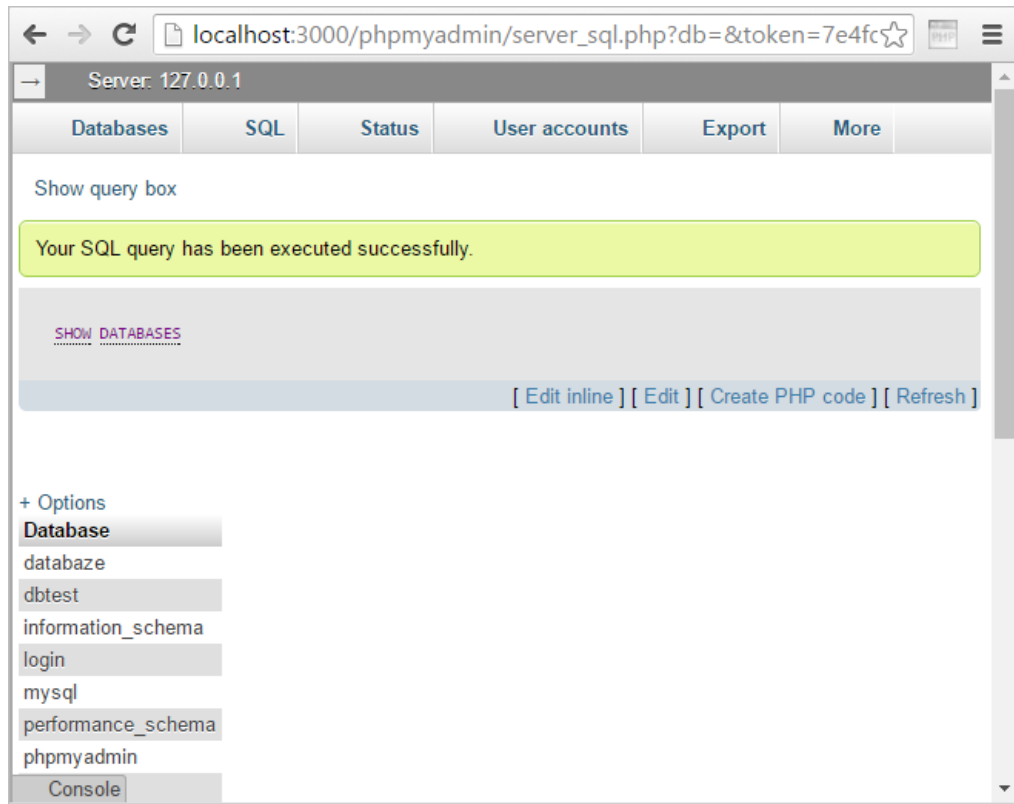 localhost:3000/phpmyadmin/server_sql.php?db=&token=7e4fc
→ Server: 127.0.0.1
Databases SQL Status User accounts Export More
Show query box
Your SQL query has been executed successfully.
SHOW DATABASES
[ Edit inline ] [ Edit ] [ Create PHP code ] [ Refresh ]
+ Options
Database
databaze
dbtest
information_schema
login
mysql
performance_schema
phpmyadmin
Console